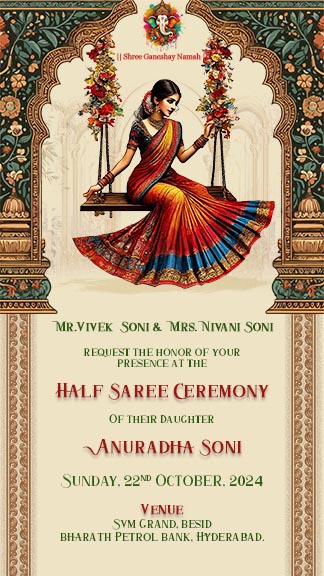 || Shree Ganeshay Namah ||
Mr.Vivek Soni & Mrs. Nivani Soni
request the honor of your
presence at the
Half Saree Ceremony
Of their daughter
Anuradha Soni
Sunday, 22nd October, 2024
Venue
Svm Grand, besid
bharath Petrol bank, Hyderabad.